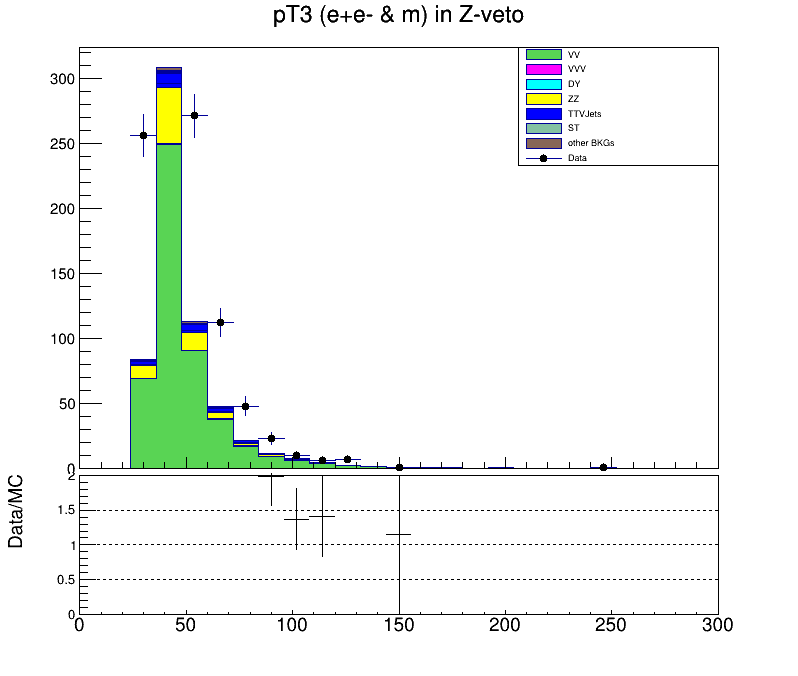 pT3 (e+e- & m) in Z-veto
VV
VVV
DY
ZZ
TTVJets
ST
other BKGs
Data
300
250
200
150
100
50
0
Data/MC
2
1.5
1
0.5
0
0 50 100 150 200 250 300